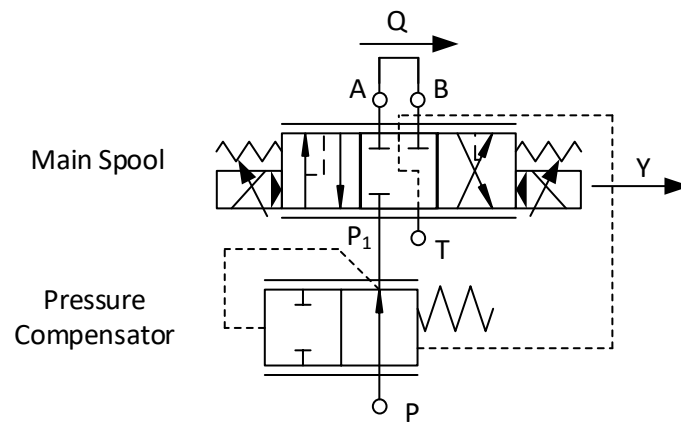 Q
A B
Main Spool
Y
P₁
T
Pressure
Compensator
P